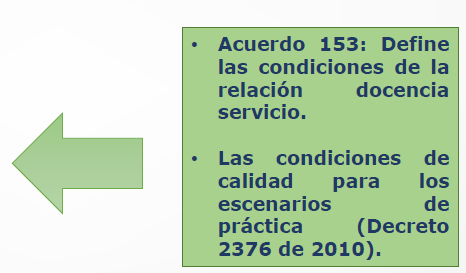 • Acuerdo 153: Define
las condiciones de la
relación docencia
servicio.
• Las condiciones de
calidad para los
escenarios de
práctica (Decreto
2376 de 2010).